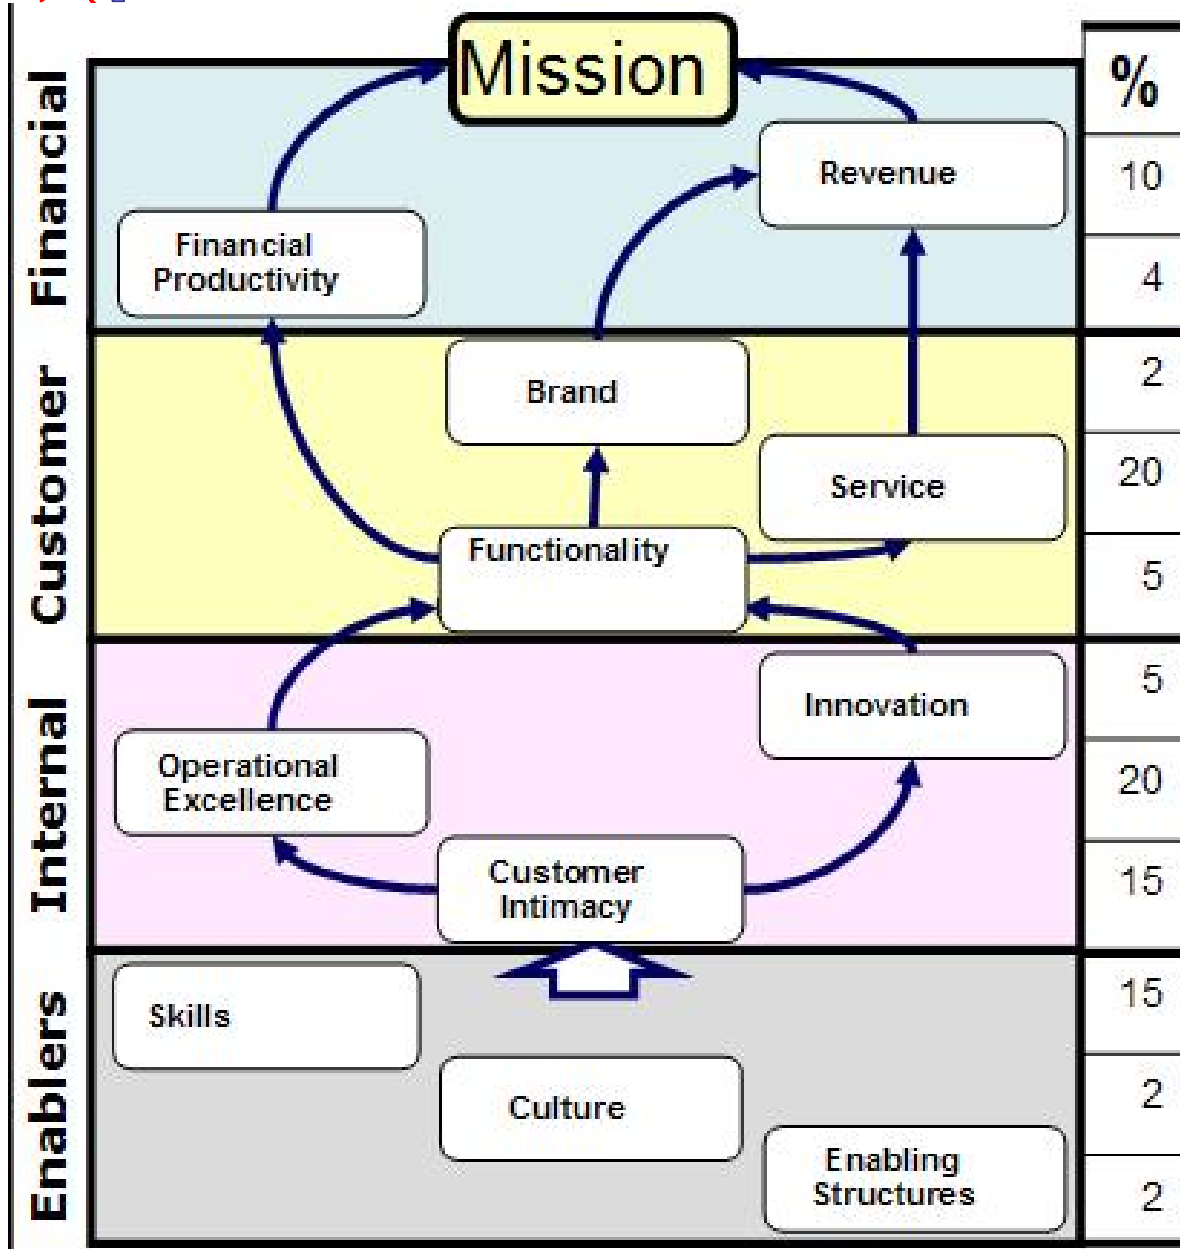 Mission
%
Financial
Revenue
10
Financial
Productivity
4
Customer
Brand
2
Service
20
Functionality
5
Internal
Innovation
5
Operational
Excellence
20
Customer
Intimacy
15
Enablers
Skills
15
Culture
2
Enabling
Structures
2